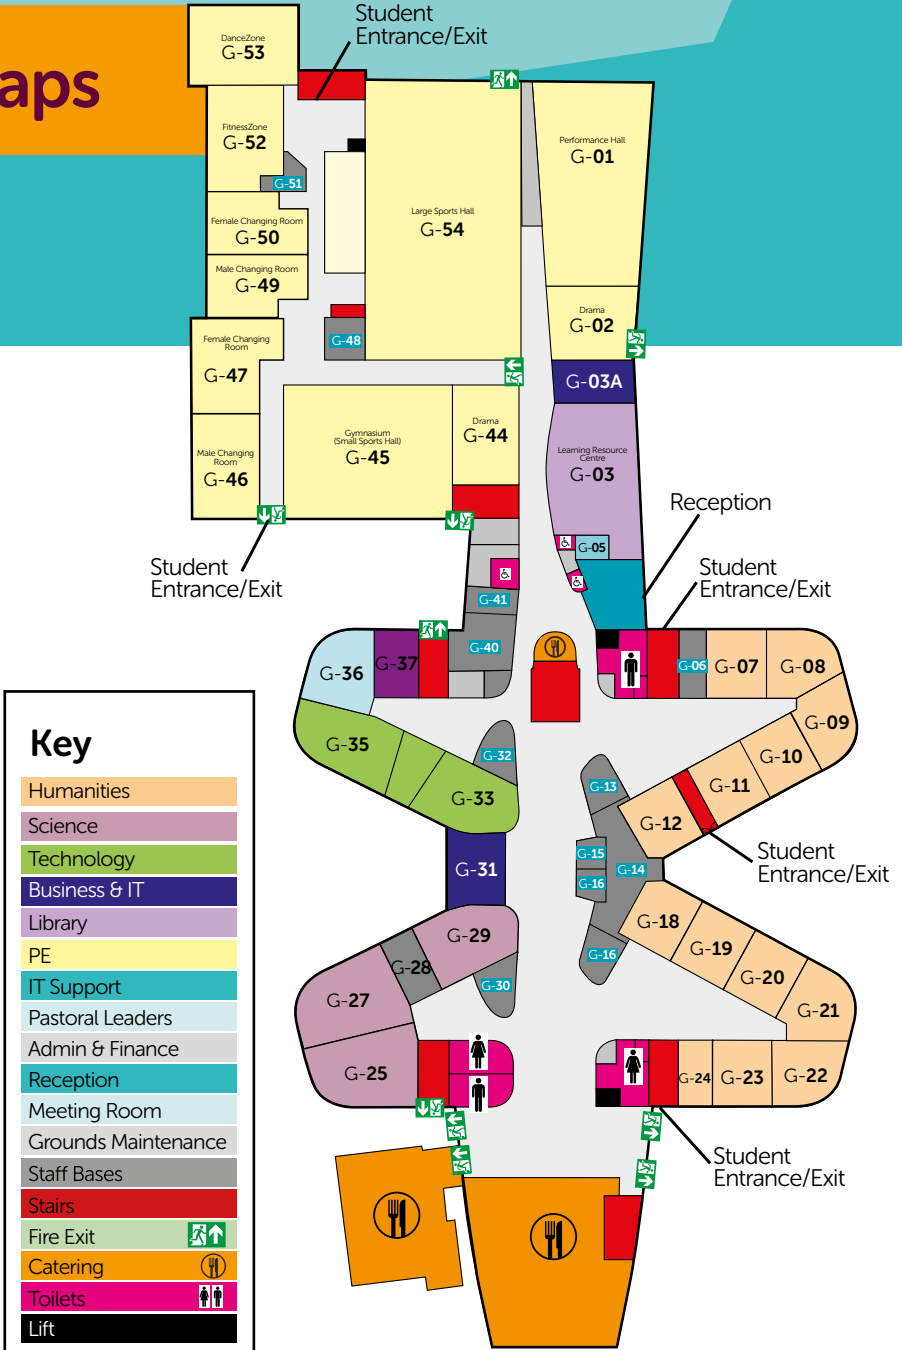 aps
Student
Entrance/Exit
DanceZone
G-53
FitnessZone
G-52
G-51
Female Changing Room
G-50
Male Changing Room
G-49
Female Changing
Room
G-47
Male Changing
Room
G-46
G-48
Large Sports Hall
G-54
Performance Hall
G-01
Drama
G-02
G-03A
Learning Resource
Centre
G-03
Gymnasium
(Small Sports Hall)
G-45
Drama
G-44
Reception
G-05
Student
Entrance/Exit
Student
Entrance/Exit
G-41
G-40
G-36
G-37
G-06
G-07
G-08
G-09
G-10
G-11
G-12
G-35
G-32
G-33
G-13
G-15
G-14
G-16
G-31
Student
Entrance/Exit
G-29
G-28
G-30
G-27
G-25
G-16
G-18
G-19
G-20
G-21
G-24
G-23
G-22
Student
Entrance/Exit
Key
Humanities
Science
Technology
Business & IT
Library
PE
IT Support
Pastoral Leaders
Admin & Finance
Reception
Meeting Room
Grounds Maintenance
Staff Bases
Stairs
Fire Exit
Catering
Toilets
Lift